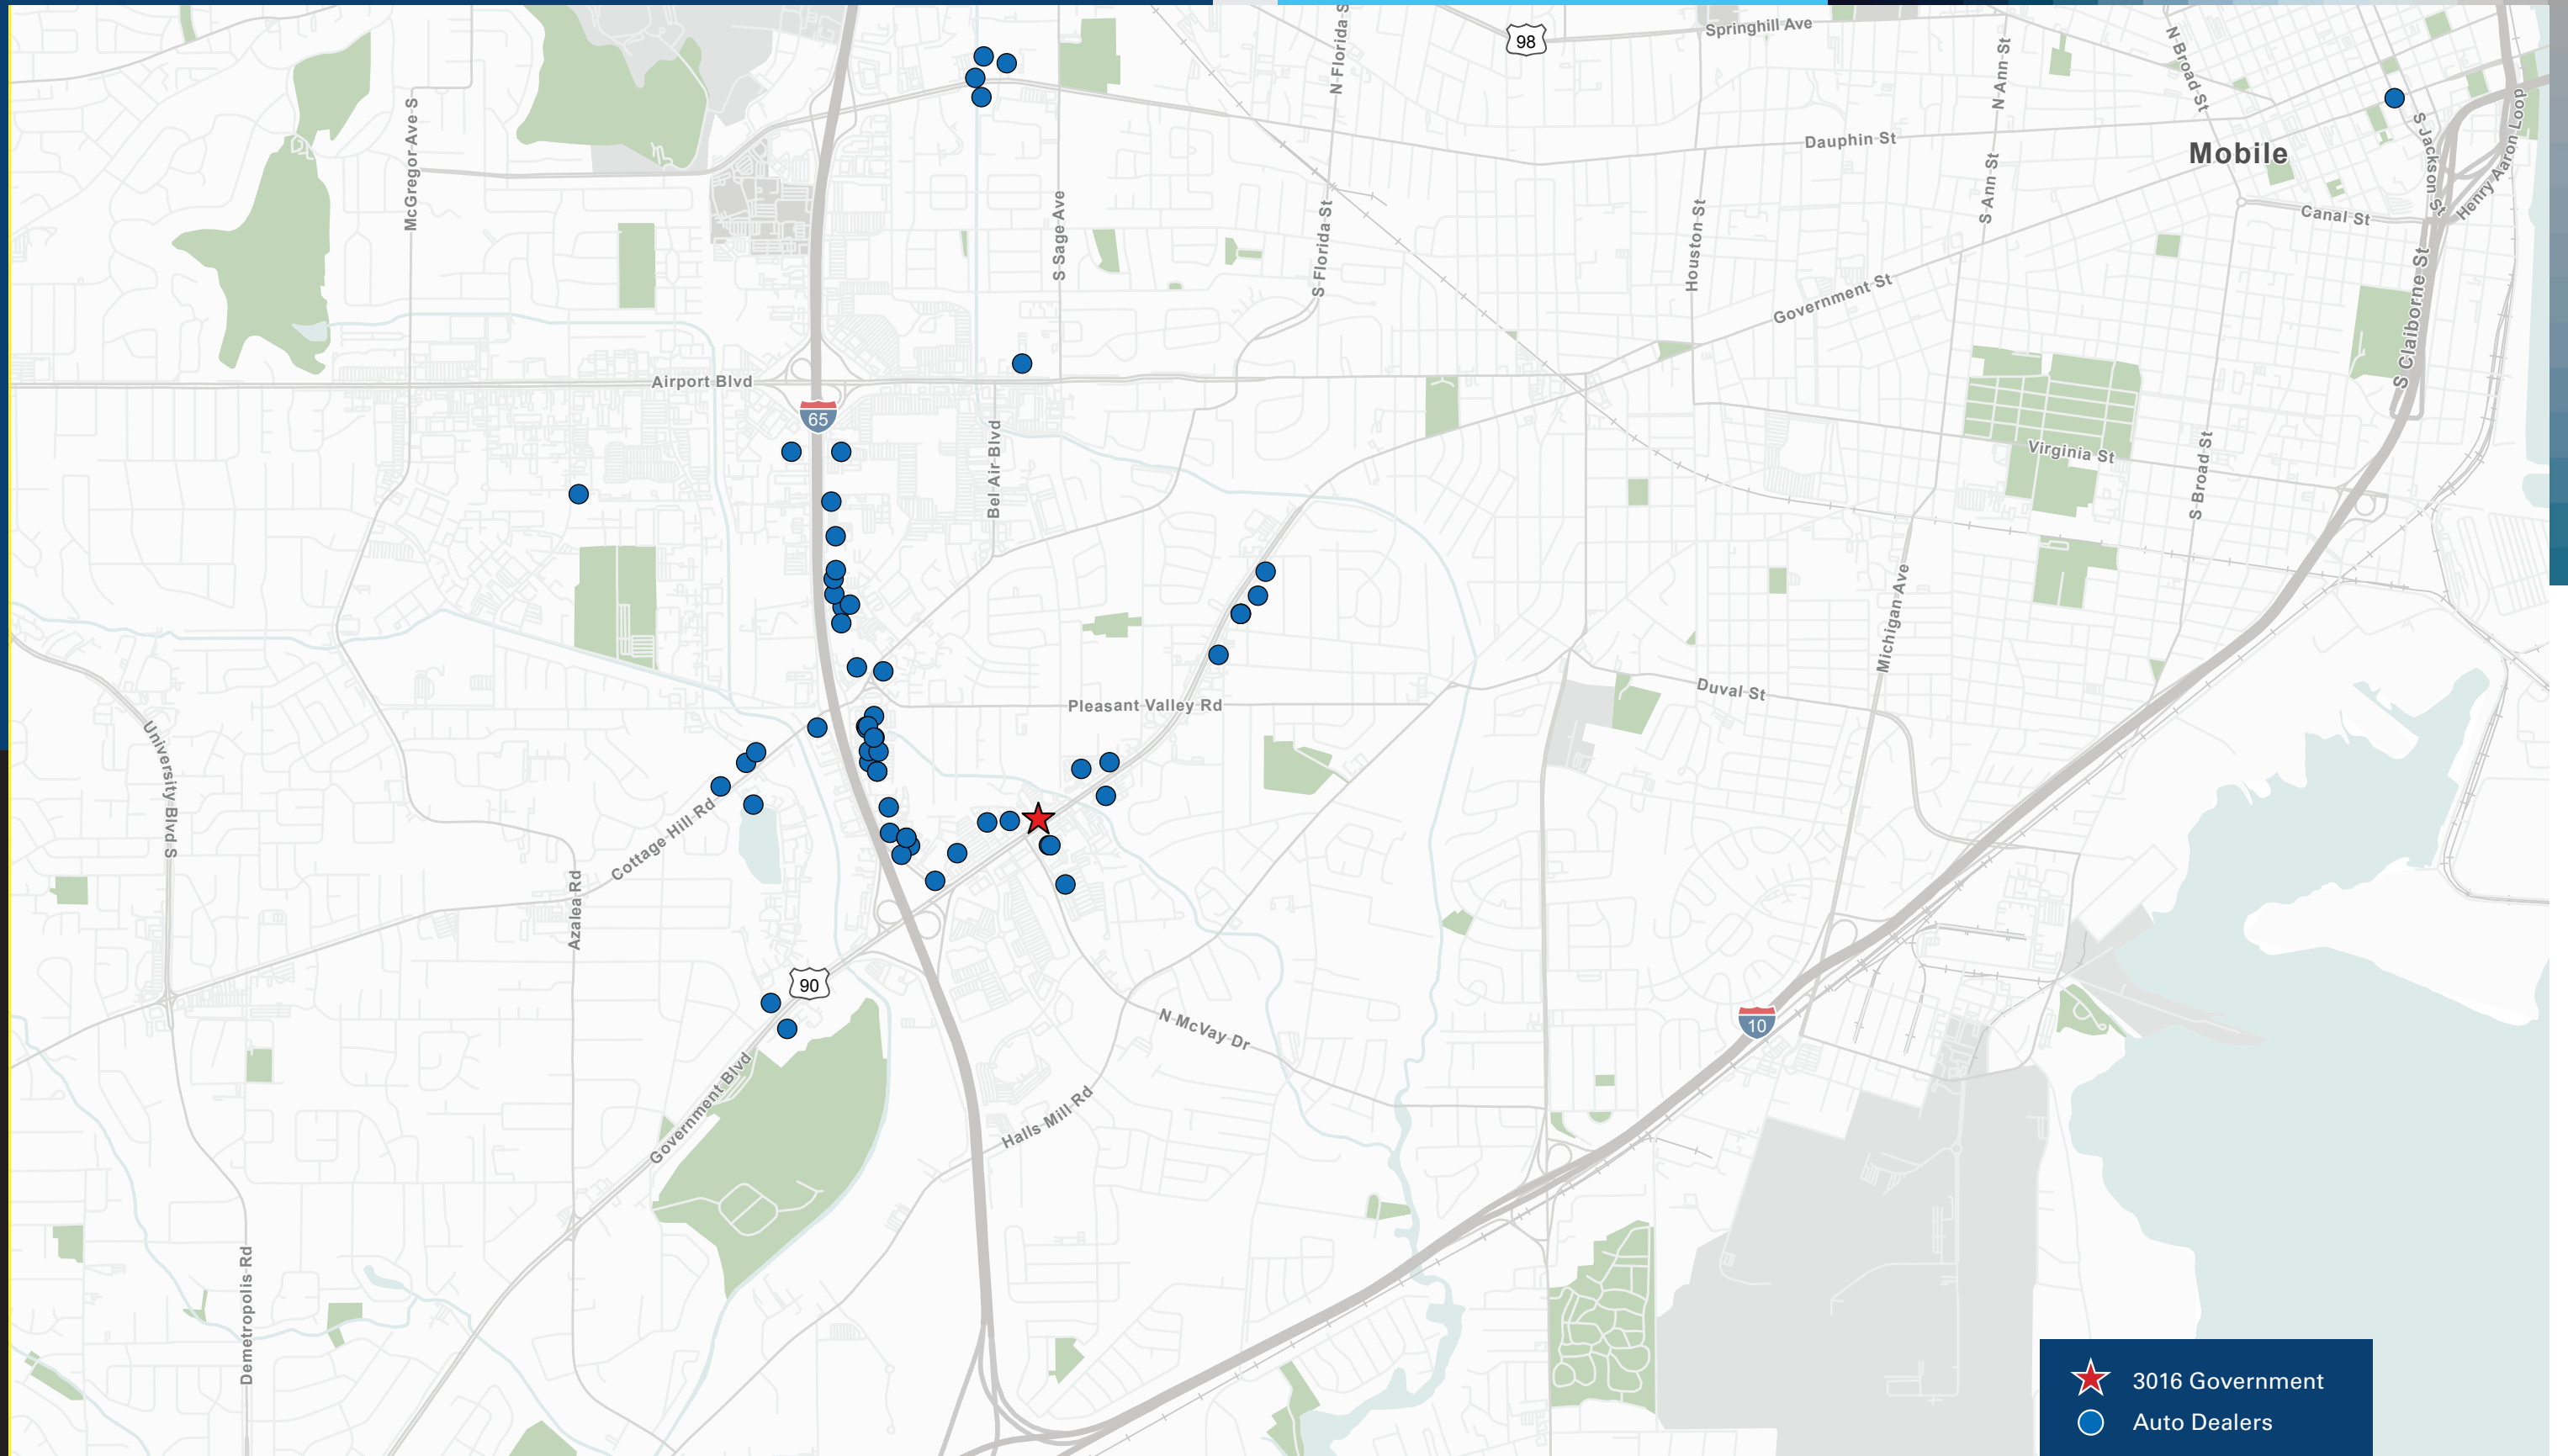 98
Springhill Ave
N Florida S
N Ann St
N Broad St
McGregor Ave S
Dauphin St
Mobile
S Jackson St
Henry Aaron Loop
S Sage Ave
S Florida St
Houston St
S Ann St
Canal St
Government St
S Claiborne St
Airport Blvd
65
Bel Air Blvd
Virginia St
S Broad St
Michigan Ave
Pleasant Valley Rd
Duval St
University Blvd S
Cottage Hill Rd
Azalea Rd
90
N McVay Dr
10
Government Blvd
Halls Mill Rd
Demetropolis Rd
3016 Government
Auto Dealers